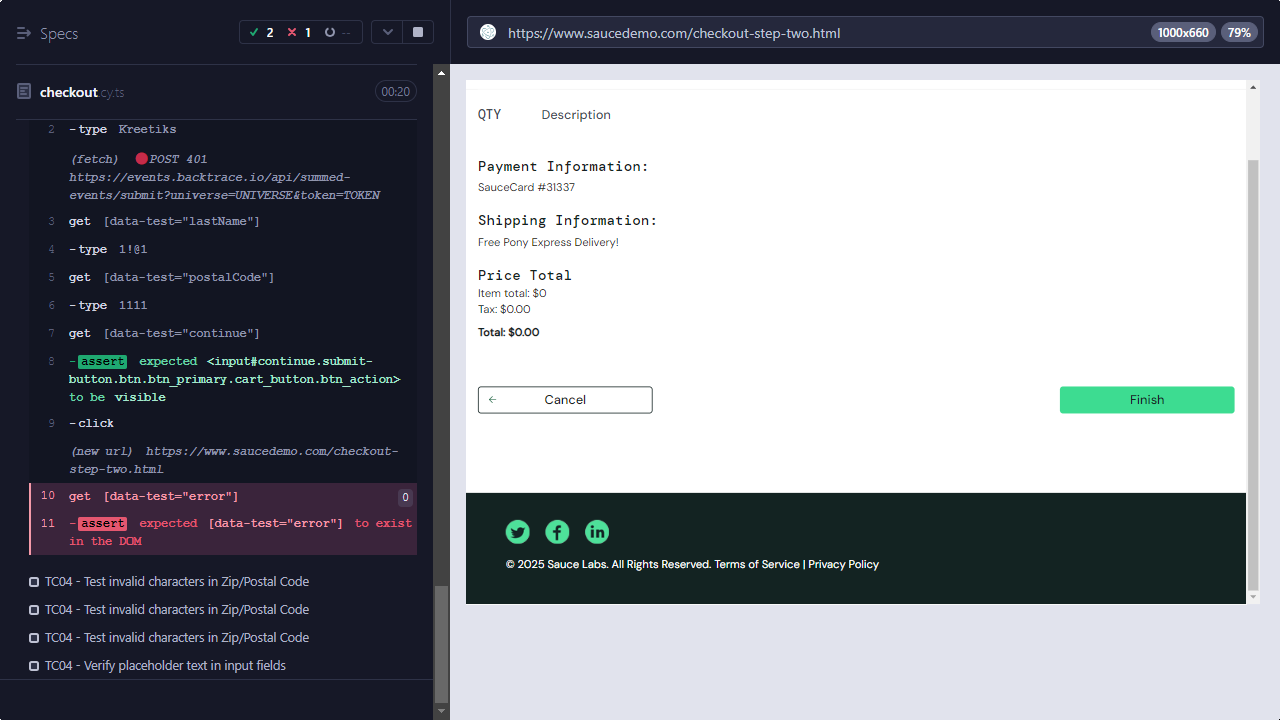 Specs
2
1
--
https://www.saucedemo.com/checkout-step-two.html
1000x660
79%
checkout.cy.ts
00:20
2 -type Kreetiks
(fetch) POST 401
https://events.backtrace.io/api/summed-
events/submit?universe=UNIVERSE&token=TOKEN
3 get [data-test="lastName"]
4 -type 1!@1
5 get [data-test="postalCode"]
6 -type 1111
7 get [data-test="continue"]
8 -assert expected <input#continue.submit-
button.btn.btn_primary.cart_button.btn_action>
to be visible
9 -click
(new url) https://www.saucedemo.com/checkout-
step-two.html
10 get [data-test="error"] 0
11 -assert expected [data-test="error"] to exist
in the DOM
TC04 - Test invalid characters in Zip/Postal Code
TC04 - Test invalid characters in Zip/Postal Code
TC04 - Test invalid characters in Zip/Postal Code
TC04 - Verify placeholder text in input fields
QTY Description
Payment Information:
SauceCard #31337
Shipping Information:
Free Pony Express Delivery!
Price Total
Item total: $0
Tax: $0.00
Total: $0.00
Cancel
Finish
© 2025 Sauce Labs. All Rights Reserved. Terms of Service | Privacy Policy